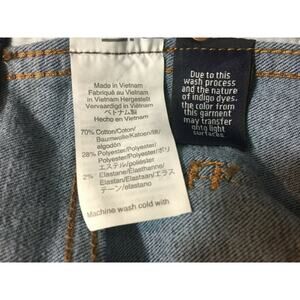 Made in Vietnam
Fabriqué au Vietnam
in Vietnam Hergestellt
Vervaardigd in Vietnam
ベトナム製
Hecho en Vietnam
70% Cotton/Coton/
Baumwolle/Katoen/綿/
algodón
28% Polyester/Polyester/ポリ
エステル/poliéster
2% Elastane/Elasthanne/
Elasthan/Elastaan/エラス
テーン/elastano
Machine wash cold with
Due to this
wash process
and the nature
of indigo dyes,
the color from
this garment
may transfer
onto light
surfaces.